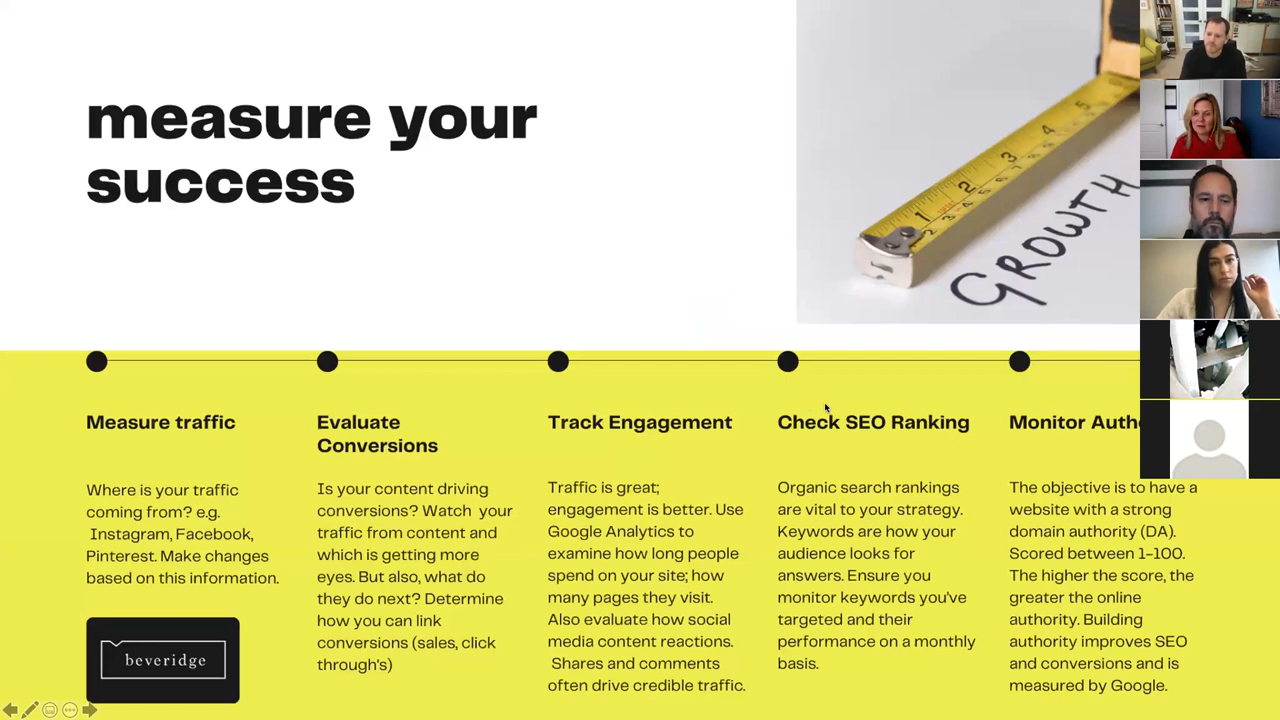 measure your
success
1 2 3 4 5
GROWTH
Measure traffic
Where is your traffic
coming from? e.g.
Instagram, Facebook,
Pinterest. Make changes
based on this information.
Evaluate
Conversions
Is your content driving
conversions? Watch your
traffic from content and
which is getting more
eyes. But also, what do
they do next? Determine
how you can link
conversions (sales, click
through's)
Track Engagement
Traffic is great;
engagement is better. Use
Google Analytics to
examine how long people
spend on your site; how
many pages they visit.
Also evaluate how social
media content reactions.
Shares and comments
often drive credible traffic.
Check SEO Ranking
Organic search rankings
are vital to your strategy.
Keywords are how your
audience looks for
answers. Ensure you
monitor keywords you've
targeted and their
performance on a monthly
basis.
Monitor Autho
The objective is to have a
website with a strong
domain authority (DA).
Scored between 1-100.
The higher the score, the
greater the online
authority. Building
authority improves SEO
and conversions and is
measured by Google.
beveridge